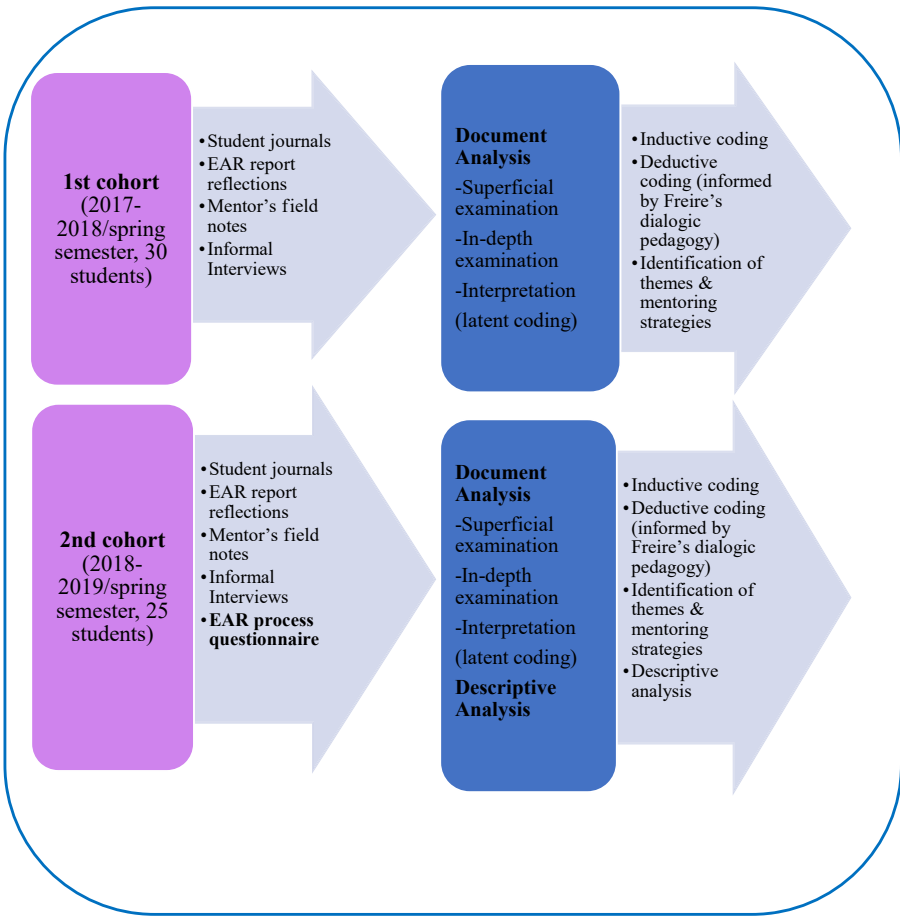 1st cohort
(2017-
2018/spring
semester, 30
students)
•Student journals
•EAR report
reflections
•Mentor's field
notes
•Informal
Interviews
Document
Analysis
-Superficial
examination
-In-depth
examination
-Interpretation
(latent coding)
•Inductive coding
•Deductive
coding (informed
by Freire's
dialogic
pedagogy)
•Identification of
themes &
mentoring
strategies
2nd cohort
(2018-
2019/spring
semester, 25
students)
•Student journals
•EAR report
reflections
•Mentor's field
notes
•Informal
Interviews
•EAR process
questionnaire
Document
Analysis
-Superficial
examination
-In-depth
examination
-Interpretation
(latent coding)
Descriptive
Analysis
•Inductive coding
•Deductive coding
(informed by
Freire's dialogic
pedagogy)
•Identification of
themes &
mentoring
strategies
•Descriptive
analysis